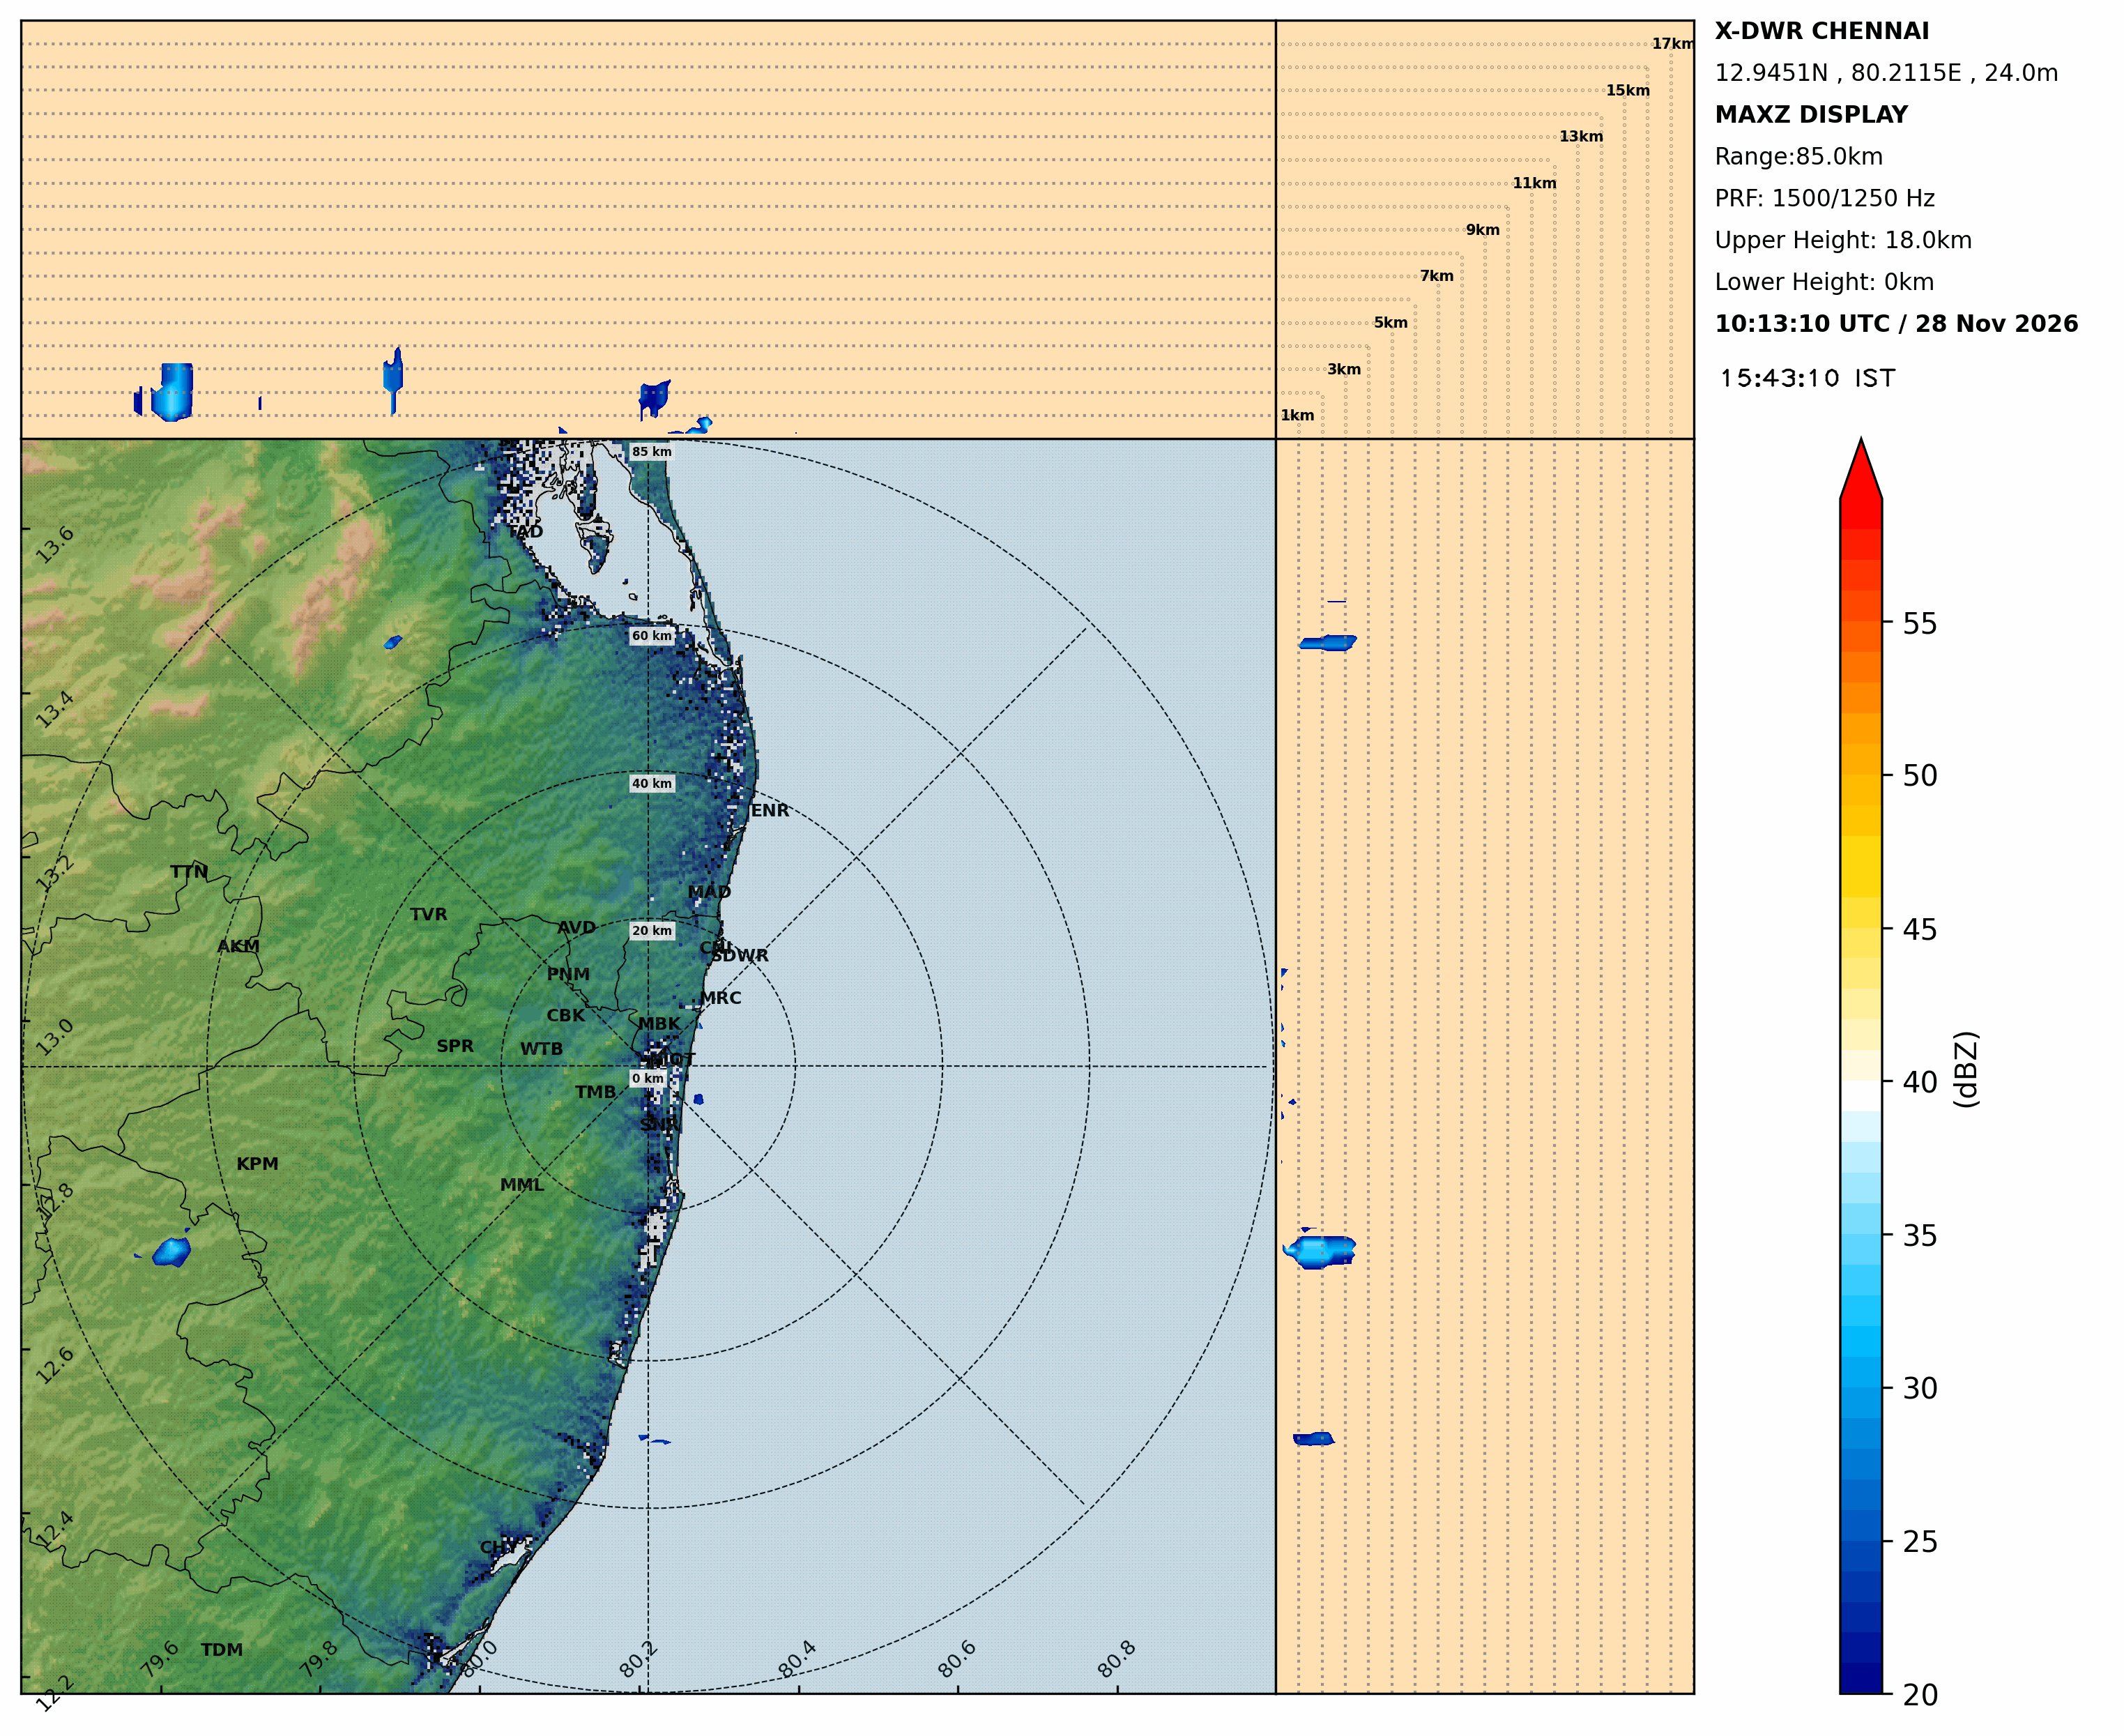 X-DWR CHENNAI
12.9451N , 80.2115E , 24.0m
MAXZ DISPLAY
Range:85.0km
PRF: 1500/1250 Hz
Upper Height: 18.0km
Lower Height: 0km
10:13:10 UTC / 28 Nov 2026
15:43:10 IST
17km
15km
13km
11km
9km
7km
5km
3km
1km
85 km
TAD
13.6
60 km
13.4
40 km
ENR
13.2
TTN
MAD
TVR
AVD
20 km
AKM
CNI
SDWR
PNM
MRC
CBK
MBK
13.0
SPR
WTB
MOT
0 km
TMB
SNR
KPM
MML
12.8
12.6
12.4
CHY
TDM
12.2
79.6
79.8
80.0
80.2
80.4
80.6
80.8
55
50
45
40
35
30
25
20
(dBZ)